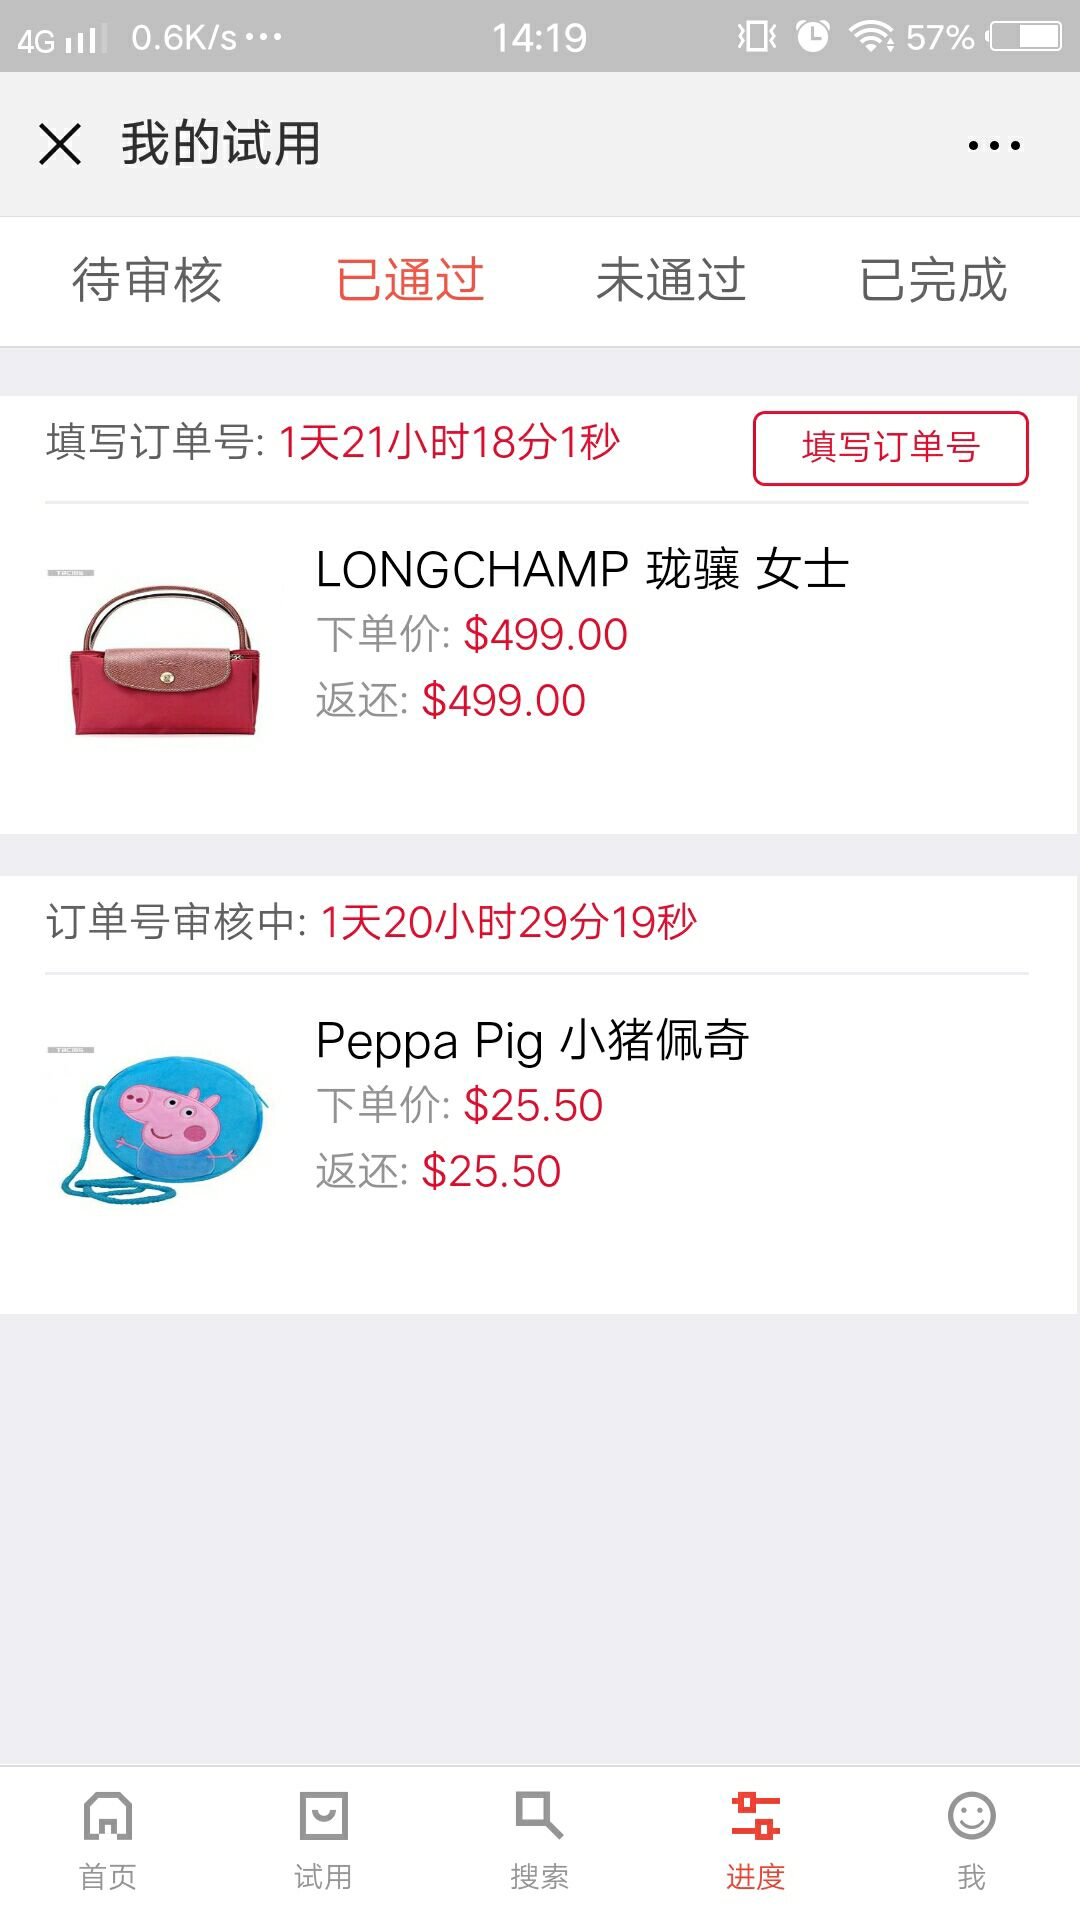 4G 0.6K/s 14:19 57%
我的试用
待审核 已通过 未通过 已完成
填写订单号: 1天21小时18分1秒 填写订单号
LONGCHAMP 珑骧 女士
下单价: $499.00
返还: $499.00
订单号审核中: 1天20小时29分19秒
Peppa Pig 小猪佩奇
下单价: $25.50
返还: $25.50
首页 试用 搜索 进度 我